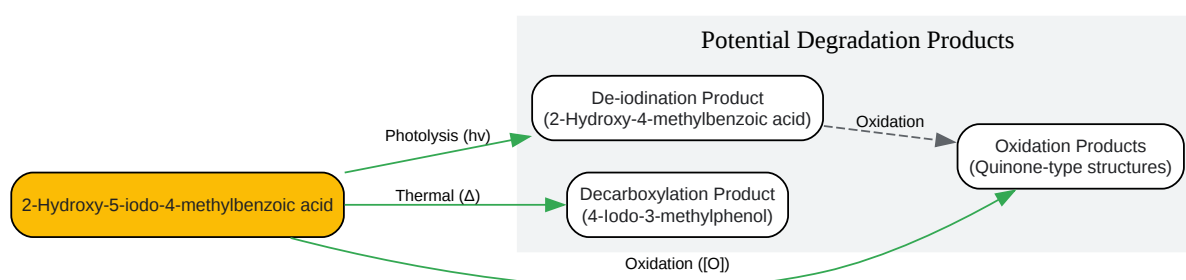 Potential Degradation Products
De-iodination Product
(2-Hydroxy-4-methylbenzoic acid)
Photolysis (hv)
Oxidation
Oxidation Products
(Quinone-type structures)
2-Hydroxy-5-iodo-4-methylbenzoic acid
Thermal (Δ)
Decarboxylation Product
(4-Iodo-3-methylphenol)
Oxidation ([O])